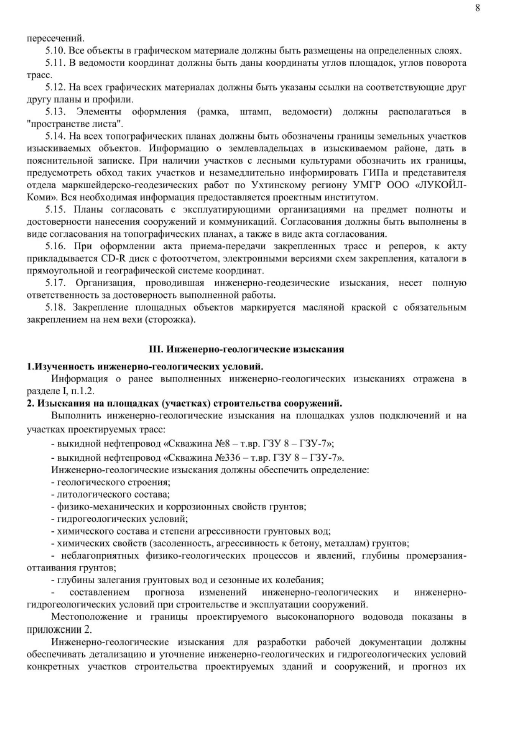 8
пересечений.
5.10. Все объекты в графическом материале должны быть размещены на определенных слоях.
5.11. В ведомости координат должны быть даны координаты углов площадок, углов поворота
трасс.
5.12. На всех графических материалах должны быть указаны ссылки на соответствующие друг
другу планы и профили.
5.13. Элементы оформления (рамка, штамп, ведомости) должны располагаться в
"пространстве листа".
5.14. На всех топографических планах должны быть обозначены границы земельных участков
изыскиваемых объектов. Информацию о землевладельцах в изыскиваемом районе, дать в
пояснительной записке. При наличии участков с лесными культурами обозначить их границы,
предусмотреть обход таких участков и незамедлительно информировать ГИПа и представителя
отдела маркшейдерско-геодезических работ по Ухтинскому региону УМГР ООО «ЛУКОЙЛ-
Коми». Вся необходимая информация предоставляется проектным институтом.
5.15. Планы согласовать с эксплуатирующими организациями на предмет полноты и
достоверности нанесения сооружений и коммуникаций. Согласования должны быть выполнены в
виде согласования на топографических планах, а также в виде акта согласования.
5.16. При оформлении акта приема-передачи закрепленных трасс и реперов, к акту
прикладывается CD-R диск с фотоотчетом, электронными версиями схем закрепления, каталоги в
прямоугольной и географической системе координат.
5.17. Организация, проводившая инженерно-геодезические изыскания, несет полную
ответственность за достоверность выполненной работы.
5.18. Закрепление площадных объектов маркируется масляной краской с обязательным
закреплением на нем вехи (сторожка).
III. Инженерно-геологические изыскания
1.Изученность инженерно-геологических условий.
Информация о ранее выполненных инженерно-геологических изысканиях отражена в
разделе I, п.1.2.
2. Изыскания на площадках (участках) строительства сооружений.
Выполнить инженерно-геологические изыскания на площадках узлов подключений и на
участках проектируемых трасс:
- выкидной нефтепровод «Скважина №8 – т.вр. ГЗУ 8 – ГЗУ-7»;
- выкидной нефтепровод «Скважина №336 – т.вр. ГЗУ 8 – ГЗУ-7».
Инженерно-геологические изыскания должны обеспечить определение:
- геологического строения;
- литологического состава;
- физико-механических и коррозионных свойств грунтов;
- гидрогеологических условий;
- химического состава и степени агрессивности грунтовых вод;
- химических свойств (засоленность, агрессивность к бетону, металлам) грунтов;
- неблагоприятных физико-геологических процессов и явлений, глубины промерзания-
оттаивания грунтов;
- глубины залегания грунтовых вод и сезонные их колебания;
- составлением прогноза изменений инженерно-геологических и инженерно-
гидрогеологических условий при строительстве и эксплуатации сооружений.
Местоположение и границы проектируемого высоконапорного водовода показаны в
приложении 2.
Инженерно-геологические изыскания для разработки рабочей документации должны
обеспечивать детализацию и уточнение инженерно-геологических и гидрогеологических условий
конкретных участков строительства проектируемых зданий и сооружений, и прогноз их